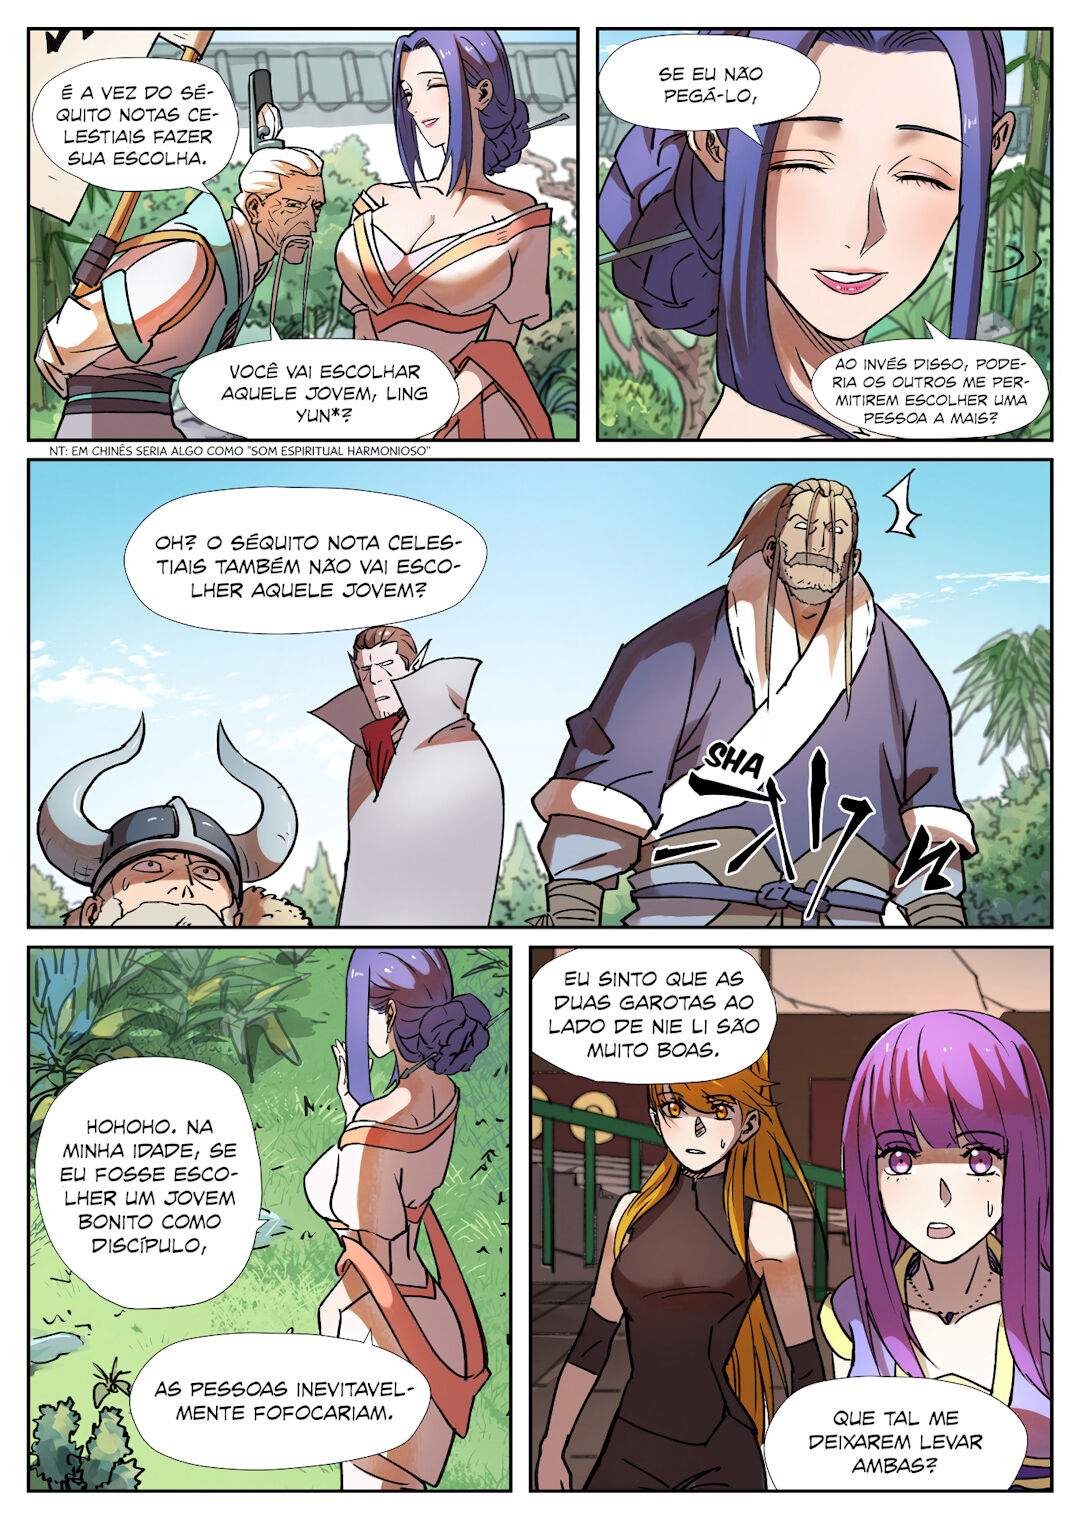 É A VEZ DO SÉ-
QUITO NOTAS CE-
LESTIAIS FAZER
SUA ESCOLHA.
VOCÊ VAI ESCOLHAR
AQUELE JOVEM, LING
YUN*?
SE EU NÃO
PEGÁ-LO,
AO INVÉS DISSO, PODE-
RIA OS OUTROS ME PER-
MITIREM ESCOLHER UMA
PESSOA A MAIS?
NT: EM CHINÊS SERIA ALGO COMO "SOM ESPIRITUAL HARMONIOSO"
OH? O SÉQUITO NOTA CELES-
TIAIS TAMBÉM NÃO VAI ESCO-
LHER AQUELE JOVEM?
SHA
HOHOHO. NA
MINHA IDADE, SE
EU FOSSE ESCO-
LHER UM JOVEM
BONITO COMO
DISCÍPULO,
AS PESSOAS INEVITAVEL-
MENTE FOFOCARIAM.
EU SINTO QUE AS
DUAS GAROTAS AO
LADO DE NIE LI SÃO
MUITO BOAS.
QUE TAL ME
DEIXAREM LEVAR
AMBAS?